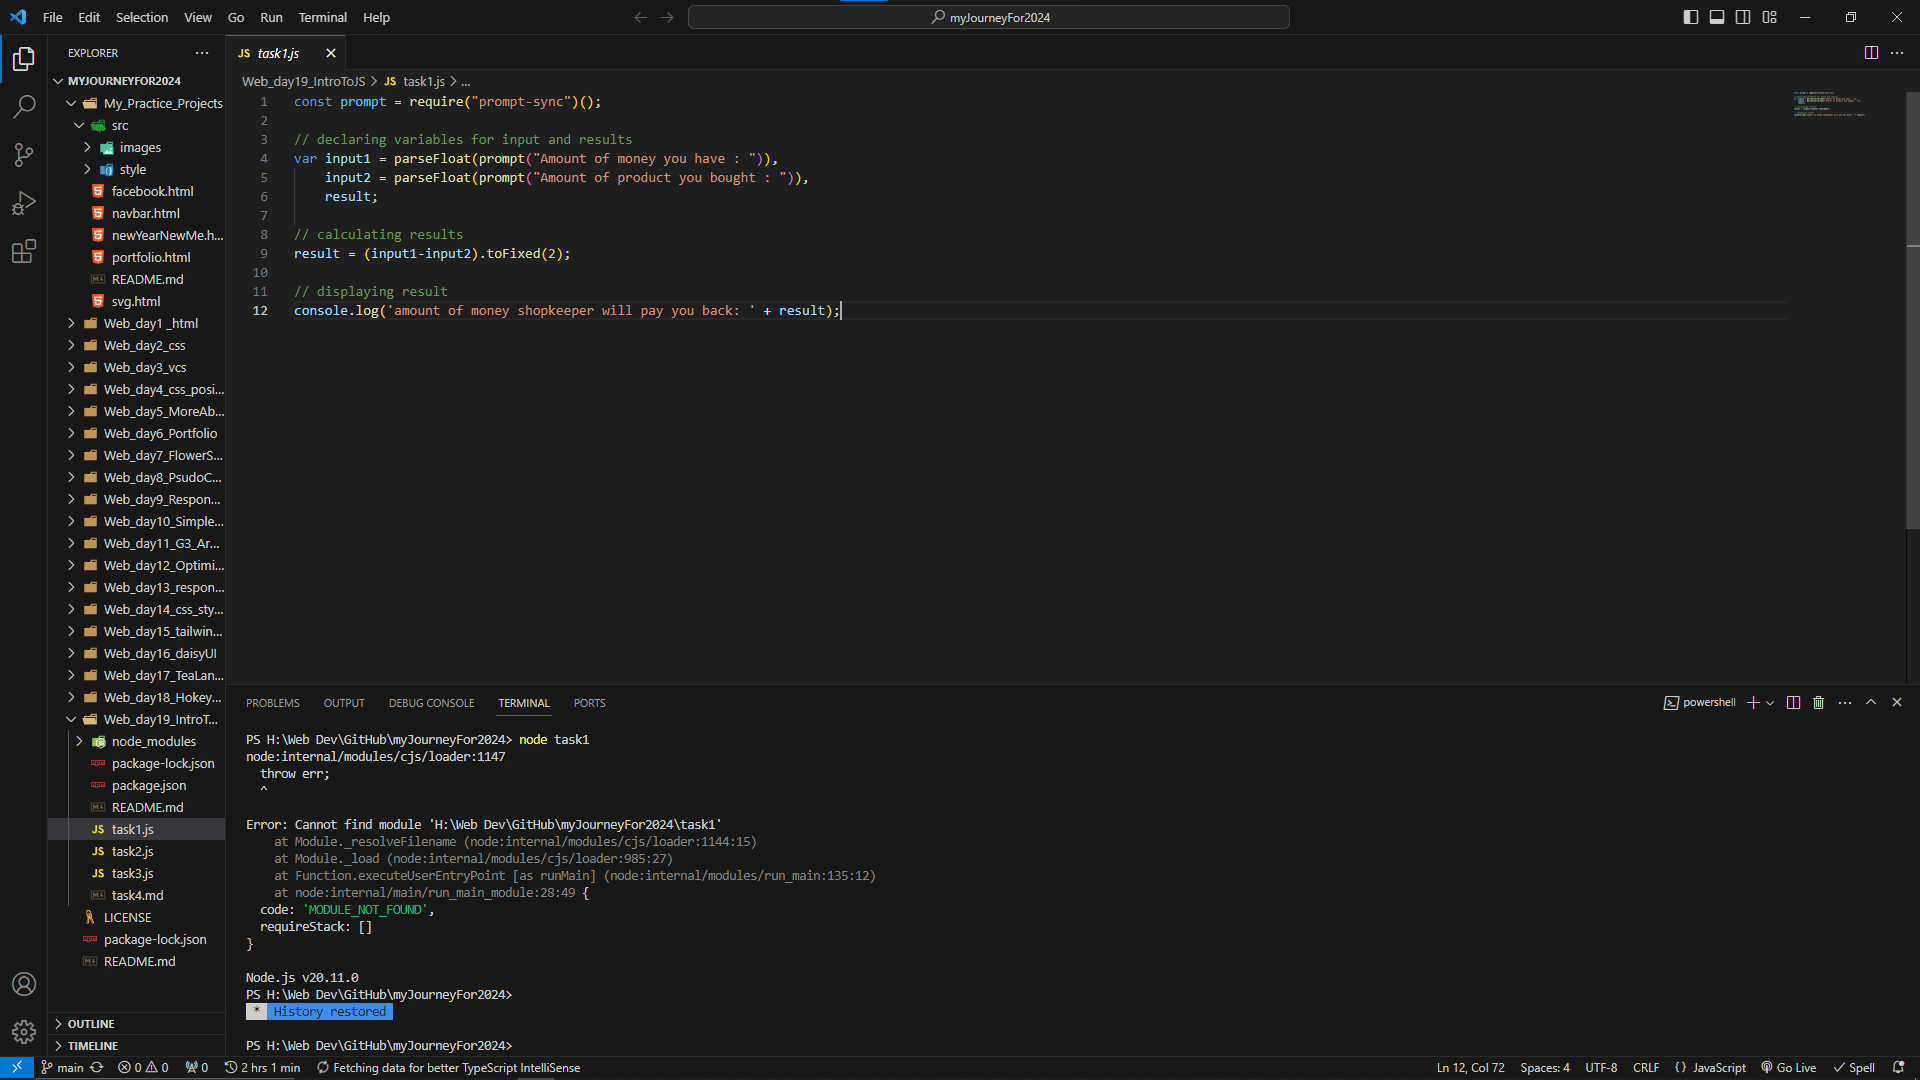 File Edit Selection View Go Run Terminal Help
myJourneyFor2024
EXPLORER
MYJOURNEYFOR2024
My_Practice_Projects
src
images
style
facebook.html
navbar.html
newYearNewMe.h...
portfolio.html
README.md
svg.html
Web_day1 _html
Web_day2_css
Web_day3_vcs
Web_day4_css_posi...
Web_day5_MoreAb...
Web_day6_Portfolio
Web_day7_FlowerS...
Web_day8_PsudoC...
Web_day9_Respon...
Web_day10_Simple...
Web_day11_G3_Ar...
Web_day12_Optimi...
Web_day13_respon...
Web_day14_css_sty...
Web_day15_tailwin...
Web_day16_daisyUI
Web_day17_TeaLan...
Web_day18_Hokey...
Web_day19_IntroT...
node_modules
package-lock.json
package.json
README.md
JS task1.js
JS task2.js
JS task3.js
task4.md
LICENSE
package-lock.json
README.md
OUTLINE
TIMELINE
JS task1.js
Web_day19_IntroToJS > JS task1.js > ...
1 const prompt = require("prompt-sync")();
2
3 // declaring variables for input and results
4 var input1 = parseFloat(prompt("Amount of money you have : ")),
5 input2 = parseFloat(prompt("Amount of product you bought : ")),
6 result;
7
8 // calculating results
9 result = (input1-input2).toFixed(2);
10
11 // displaying result
12 console.log('amount of money shopkeeper will pay you back: ' + result);
PROBLEMS OUTPUT DEBUG CONSOLE TERMINAL PORTS
powershell
PS H:\Web Dev\GitHub\myJourneyFor2024> node task1
node:internal/modules/cjs/loader:1147
throw err;
^
Error: Cannot find module 'H:\Web Dev\GitHub\myJourneyFor2024\task1'
at Module._resolveFilename (node:internal/modules/cjs/loader:1144:15)
at Module._load (node:internal/modules/cjs/loader:985:27)
at Function.executeUserEntryPoint [as runMain] (node:internal/modules/run_main:135:12)
at node:internal/main/run_main_module:28:49 {
code: 'MODULE_NOT_FOUND',
requireStack: []
}
Node.js v20.11.0
PS H:\Web Dev\GitHub\myJourneyFor2024>
* History restored
PS H:\Web Dev\GitHub\myJourneyFor2024>
main 0 0 0 2 hrs 1 min Fetching data for better TypeScript IntelliSense Ln 12, Col 72 Spaces: 4 UTF-8 CRLF {} JavaScript Go Live Spell